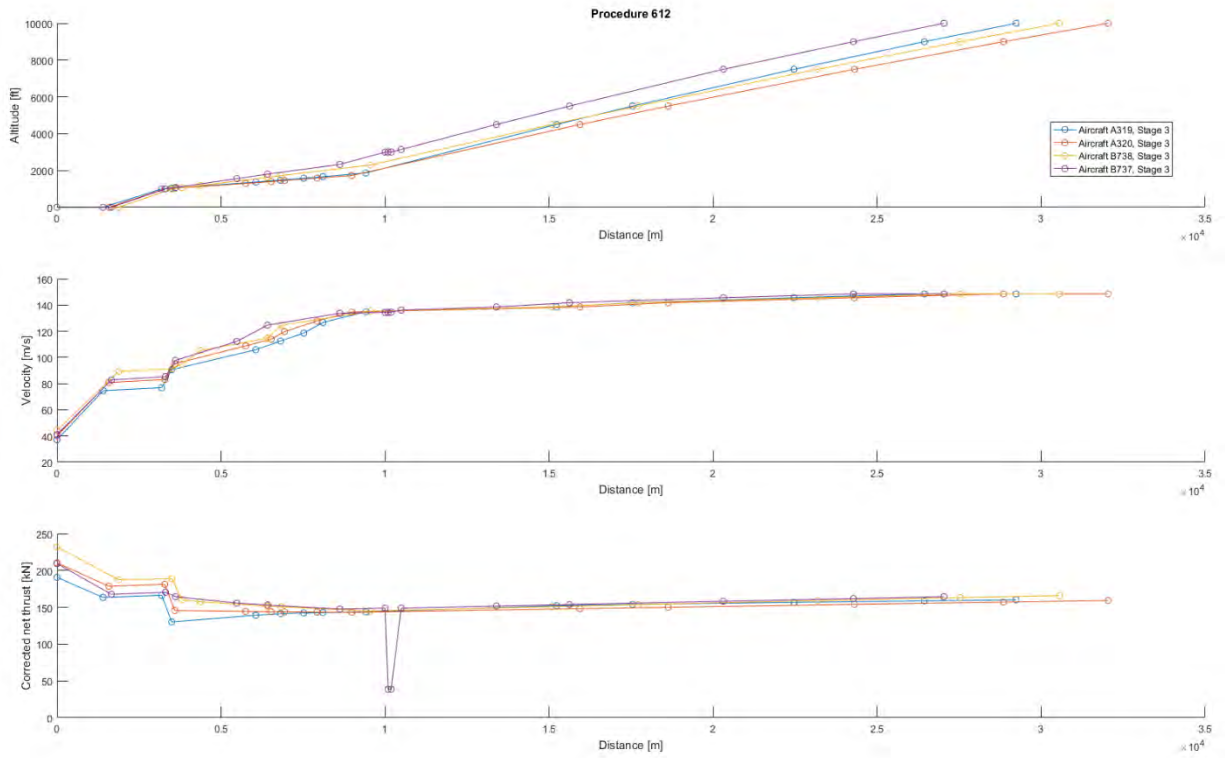 Procedure 612
10000
8000
6000
4000
2000
0
Altitude [ft]
0 0.5 1 1.5 2 2.5 3 3.5
Distance [m]
× 10^4
Aircraft A319, Stage 3
Aircraft A320, Stage 3
Aircraft B738, Stage 3
Aircraft B737, Stage 3
160
140
120
100
80
60
40
20
Velocity [m/s]
0 0.5 1 1.5 2 2.5 3 3.5
Distance [m]
× 10^4
250
200
150
100
50
0
Corrected net thrust [kN]
0 0.5 1 1.5 2 2.5 3 3.5
Distance [m]
× 10^4